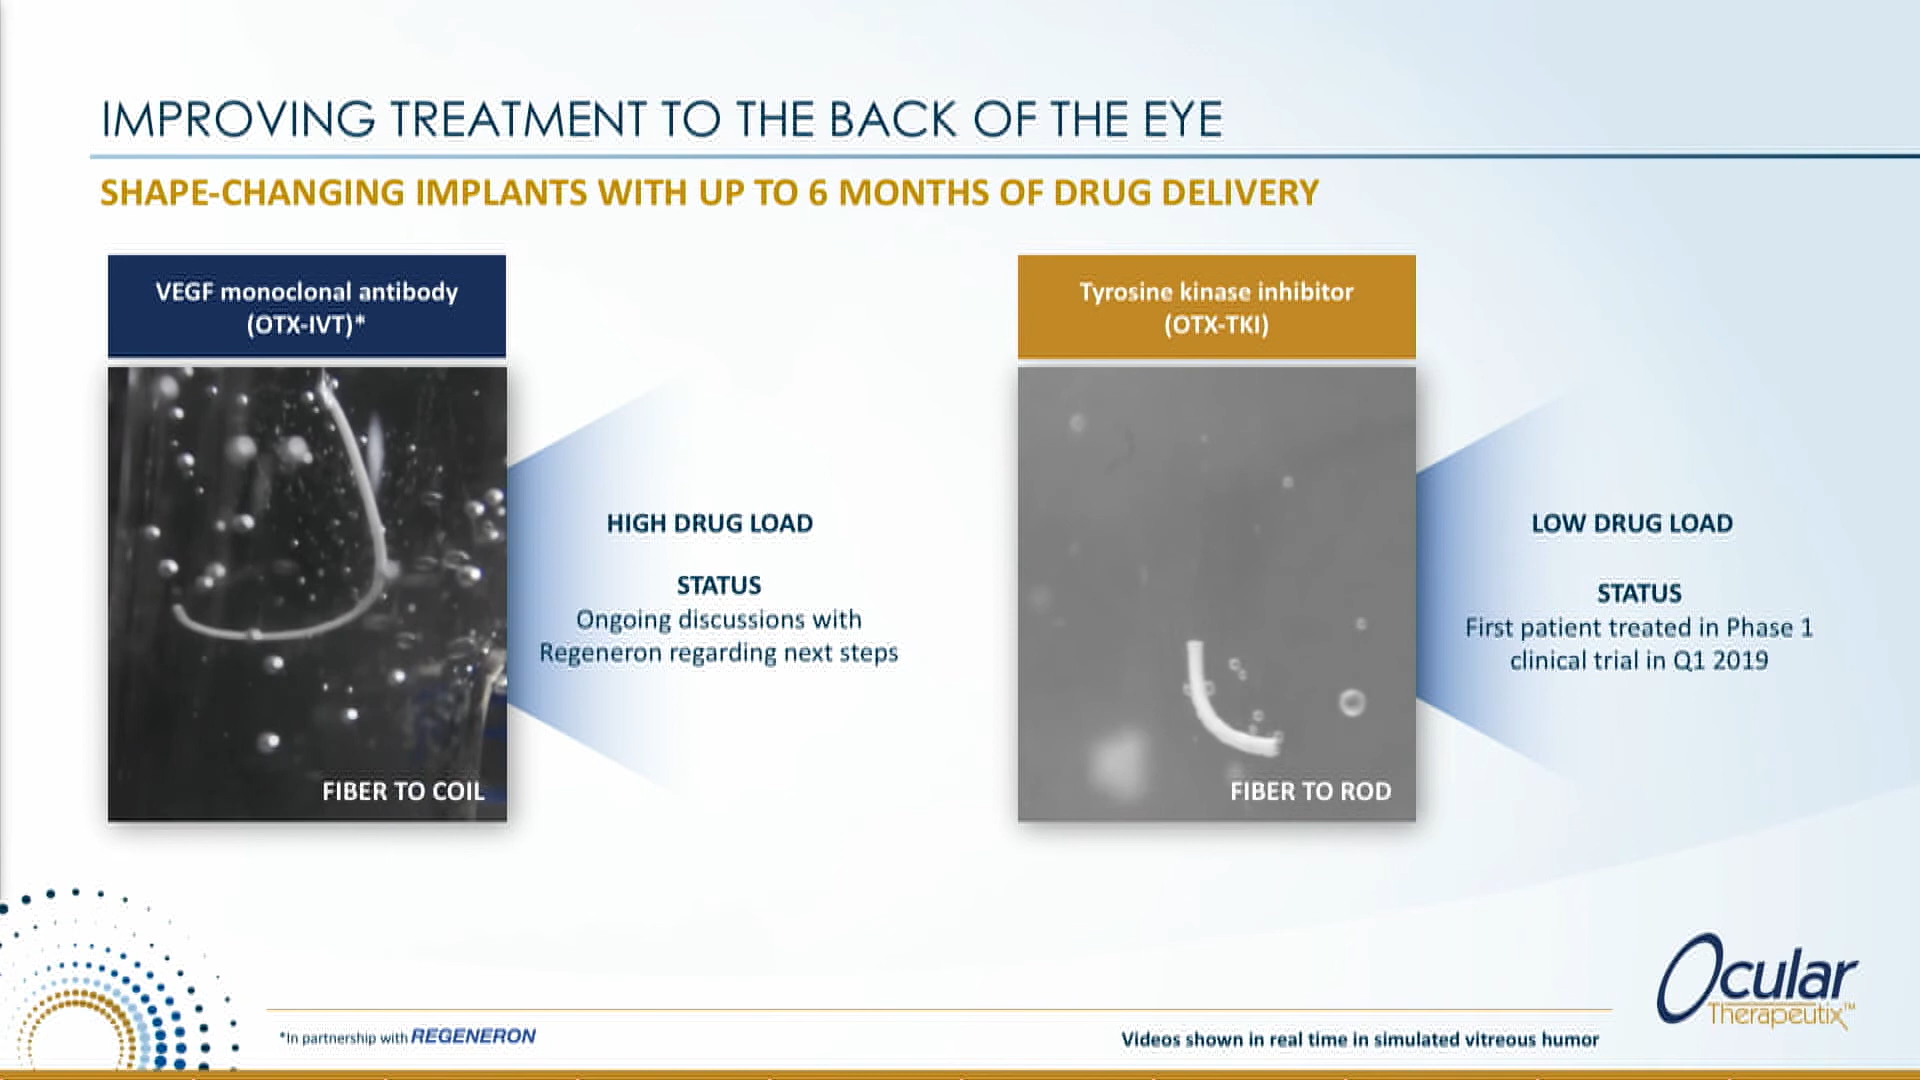 IMPROVING TREATMENT TO THE BACK OF THE EYE
SHAPE-CHANGING IMPLANTS WITH UP TO 6 MONTHS OF DRUG DELIVERY
VEGF monoclonal antibody
(OTX-IVT)*
FIBER TO COIL
HIGH DRUG LOAD
STATUS
Ongoing discussions with
Regeneron regarding next steps
Tyrosine kinase inhibitor
(OTX-TKI)
FIBER TO ROD
LOW DRUG LOAD
STATUS
First patient treated in Phase 1
clinical trial in Q1 2019
*In partnership with REGENERON
Videos shown in real time in simulated vitreous humor
Ocular
Therapeutix™